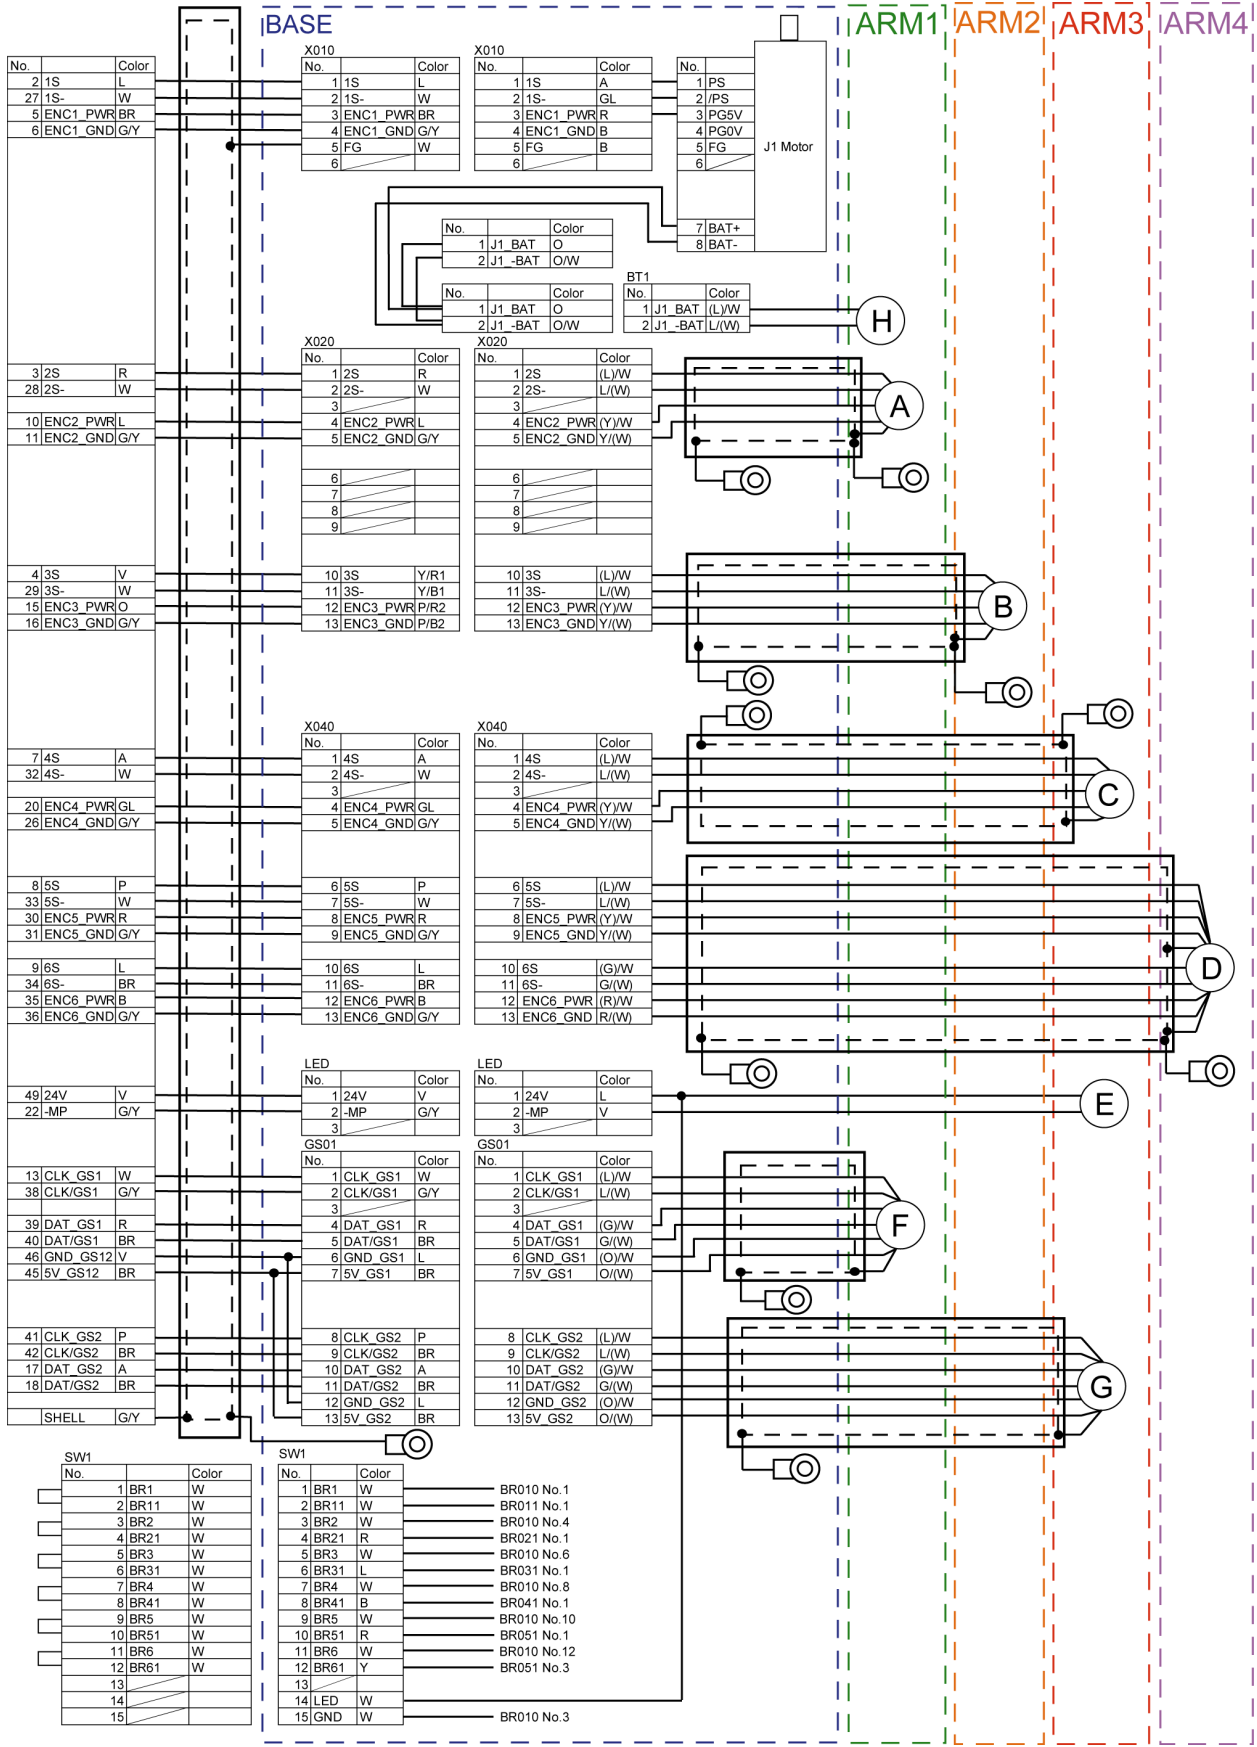 BASE
ARM1
ARM2
ARM3
ARM4
No. Color
2 1S L
27 1S- W
5 ENC1_PWR BR
6 ENC1_GND G/Y
3 2S R
28 2S- W
10 ENC2_PWR L
11 ENC2_GND G/Y
4 3S V
29 3S- W
15 ENC3_PWR O
16 ENC3_GND G/Y
7 4S A
32 4S- W
20 ENC4_PWR GL
26 ENC4_GND G/Y
8 5S P
33 5S- W
30 ENC5_PWR R
31 ENC5_GND G/Y
9 6S L
34 6S- BR
35 ENC6_PWR B
36 ENC6_GND G/Y
49 24V V
22 -MP G/Y
13 CLK_GS1 W
38 CLK/GS1 G/Y
39 DAT_GS1 R
40 DAT/GS1 BR
46 GND_GS12 V
45 5V_GS12 BR
41 CLK_GS2 P
42 CLK/GS2 BR
17 DAT_GS2 A
18 DAT/GS2 BR
SHELL G/Y
X010
No. Color
1 1S L
2 1S- W
3 ENC1_PWR BR
4 ENC1_GND G/Y
5 FG W
6
X010
No. Color
1 1S A
2 1S- GL
3 ENC1_PWR R
4 ENC1_GND B
5 FG B
6
No.
1 PS
2 /PS
3 PG5V
4 PG0V
5 FG
6
7 BAT+
8 BAT-
J1 Motor
No. Color
1 J1_BAT O
2 J1_-BAT O/W
No. Color
1 J1_BAT O
2 J1_-BAT O/W
BT1
No. Color
1 J1_BAT (L)/W
2 J1_-BAT L/(W)
H
X020
No. Color
1 2S R
2 2S- W
3
4 ENC2_PWR L
5 ENC2_GND G/Y
6
7
8
9
10 3S Y/R1
11 3S- Y/B1
12 ENC3_PWR P/R2
13 ENC3_GND P/B2
X020
No. Color
1 2S (L)/W
2 2S- L/(W)
3
4 ENC2_PWR (Y)/W
5 ENC2_GND Y/(W)
6
7
8
9
10 3S (L)/W
11 3S- L/(W)
12 ENC3_PWR (Y)/W
13 ENC3_GND Y/(W)
A
B
X040
No. Color
1 4S A
2 4S- W
3
4 ENC4_PWR GL
5 ENC4_GND G/Y
6 5S P
7 5S- W
8 ENC5_PWR R
9 ENC5_GND G/Y
10 6S L
11 6S- BR
12 ENC6_PWR B
13 ENC6_GND G/Y
X040
No. Color
1 4S (L)/W
2 4S- L/(W)
3
4 ENC4_PWR (Y)/W
5 ENC4_GND Y/(W)
6 5S (L)/W
7 5S- L/(W)
8 ENC5_PWR (Y)/W
9 ENC5_GND Y/(W)
10 6S (G)/W
11 6S- G/(W)
12 ENC6_PWR (R)/W
13 ENC6_GND R/(W)
C
D
LED
No. Color
1 24V V
2 -MP G/Y
3
LED
No. Color
1 24V L
2 -MP V
3
E
GS01
No. Color
1 CLK_GS1 W
2 CLK/GS1 G/Y
3
4 DAT_GS1 R
5 DAT/GS1 BR
6 GND_GS1 L
7 5V_GS1 BR
8 CLK_GS2 P
9 CLK/GS2 BR
10 DAT_GS2 A
11 DAT/GS2 BR
12 GND_GS2 L
13 5V_GS2 BR
GS01
No. Color
1 CLK_GS1 (L)/W
2 CLK/GS1 L/(W)
3
4 DAT_GS1 (G)/W
5 DAT/GS1 G/(W)
6 GND_GS1 (O)/W
7 5V_GS1 O/(W)
8 CLK_GS2 (L)/W
9 CLK/GS2 L/(W)
10 DAT_GS2 (G)/W
11 DAT/GS2 G/(W)
12 GND_GS2 (O)/W
13 5V_GS2 O/(W)
F
G
SW1
No. Color
1 BR1 W
2 BR11 W
3 BR2 W
4 BR21 W
5 BR3 W
6 BR31 W
7 BR4 W
8 BR41 W
9 BR5 W
10 BR51 W
11 BR6 W
12 BR61 W
13
14
15
SW1
No. Color
1 BR1 W BR010 No.1
2 BR11 W BR011 No.1
3 BR2 W BR010 No.4
4 BR21 R BR021 No.1
5 BR3 W BR010 No.6
6 BR31 L BR031 No.1
7 BR4 W BR010 No.8
8 BR41 B BR041 No.1
9 BR5 W BR010 No.10
10 BR51 R BR051 No.1
11 BR6 W BR010 No.12
12 BR61 Y BR051 No.3
13
14 LED W
15 GND W BR010 No.3